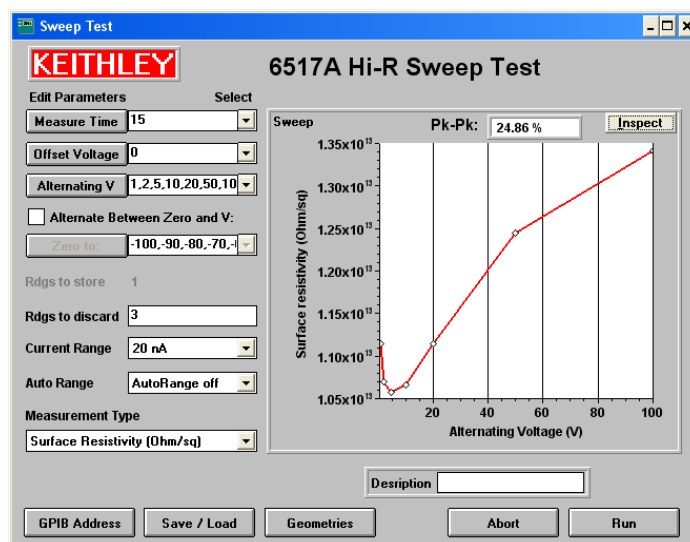 Sweep Test
KEITHLEY
6517A Hi-R Sweep Test
Edit Parameters Select
Measure Time 15
Offset Voltage 0
Alternating V 1,2,5,10,20,50,10
Alternate Between Zero and V:
Zero to: -100,-90,-80,-70,-
Rdgs to store 1
Rdgs to discard 3
Current Range 20 nA
Auto Range AutoRange off
Measurement Type
Surface Resistivity (Ohm/sq)
Sweep Pk-Pk: 24.86 % Inspect
Surface resistivity (Ohm/sq)
1.35x10¹³
1.30x10¹³
1.25x10¹³
1.20x10¹³
1.15x10¹³
1.10x10¹³
1.05x10¹³
20 40 60 80 100
Alternating Voltage (V)
Desription
GPIB Address Save / Load Geometries Abort Run